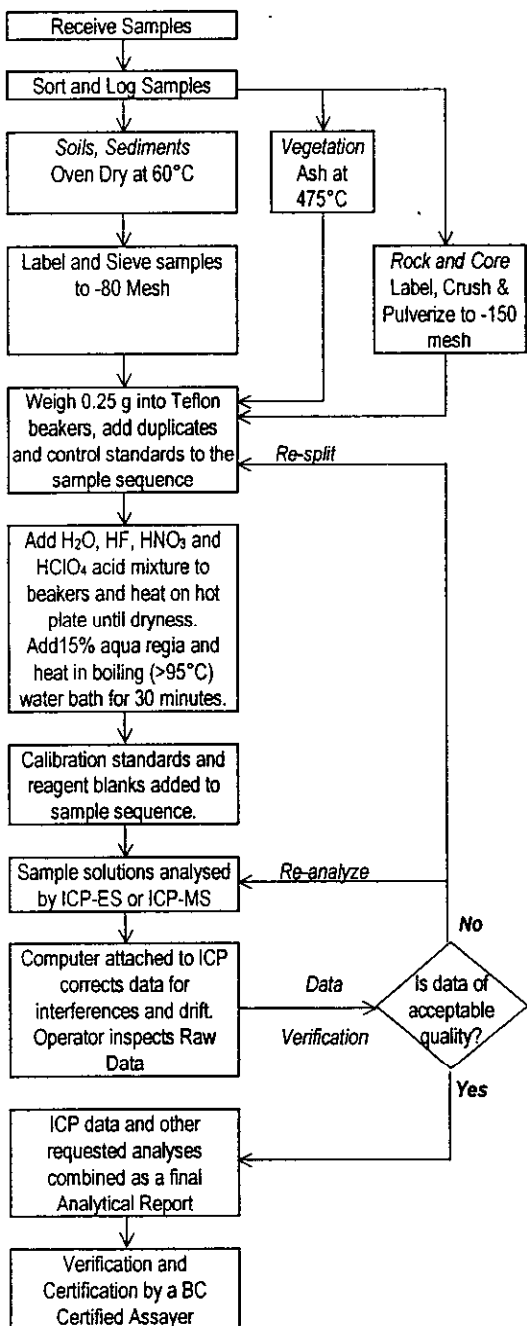 Receive Samples
Sort and Log Samples
Soils, Sediments
Oven Dry at 60°C
Vegetation
Ash at
475°C
Label and Sieve samples
to -80 Mesh
Rock and Core
Label, Crush &
Pulverize to -150
mesh
Weigh 0.25 g into Teflon
beakers, add duplicates
and control standards to the
sample sequence
Re-split
Add H₂O, HF, HNO₃ and
HClO₄ acid mixture to
beakers and heat on hot
plate until dryness.
Add15% aqua regia and
heat in boiling (>95°C)
water bath for 30 minutes.
Calibration standards and
reagent blanks added to
sample sequence.
Sample solutions analysed
by ICP-ES or ICP-MS
Re-analyze
No
Computer attached to ICP
corrects data for
interferences and drift.
Operator inspects Raw
Data
Data
Verification
Is data of
acceptable
quality?
Yes
ICP data and other
requested analyses
combined as a final
Analytical Report
Verification and
Certification by a BC
Certified Assayer